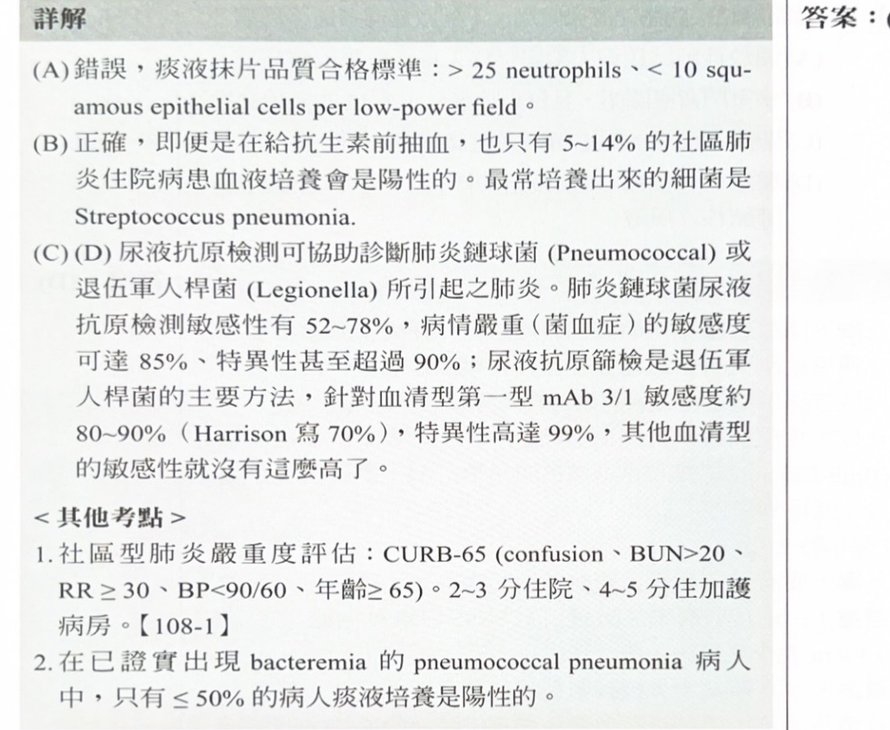 詳解
答案：(
(A) 錯誤，痰液抹片品質合格標準：> 25 neutrophils、< 10 squ-
amous epithelial cells per low-power field。
(B) 正確，即便是在給抗生素前抽血，也只有 5~14% 的社區肺
炎住院病患血液培養會是陽性的。最常培養出來的細菌是
Streptococcus pneumonia.
(C) (D) 尿液抗原檢測可協助診斷肺炎鏈球菌 (Pneumococcal) 或
退伍軍人桿菌 (Legionella) 所引起之肺炎。肺炎鏈球菌尿液
抗原檢測敏感性有 52~78%，病情嚴重（菌血症）的敏感度
可達 85%、特異性甚至超過 90%；尿液抗原篩檢是退伍軍
人桿菌的主要方法，針對血清型第一型 mAb 3/1 敏感度約
80~90%（Harrison 寫 70%），特異性高達 99%，其他血清型
的敏感性就沒有這麼高了。
< 其他考點 >
1. 社區型肺炎嚴重度評估：CURB-65 (confusion、BUN>20、
RR ≥ 30、BP<90/60、年齡≥ 65)。2~3 分住院、4~5 分住加護
病房。【108-1】
2. 在已證實出現 bacteremia 的 pneumococcal pneumonia 病人
中，只有 ≤ 50% 的病人痰液培養是陽性的。